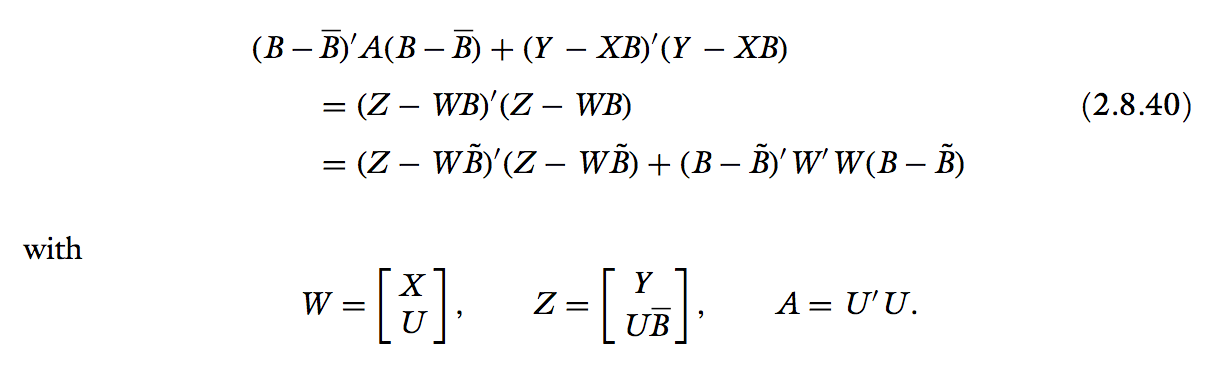 (B − B̅)′A(B − B̅) + (Y − XB)′(Y − XB)
= (Z − WB)′(Z − WB) (2.8.40)
= (Z − WB̃)′(Z − WB̃) + (B − B̃)′W′W(B − B̃)
with
W = [X; U], Z = [Y; UB̅], A = U′U.